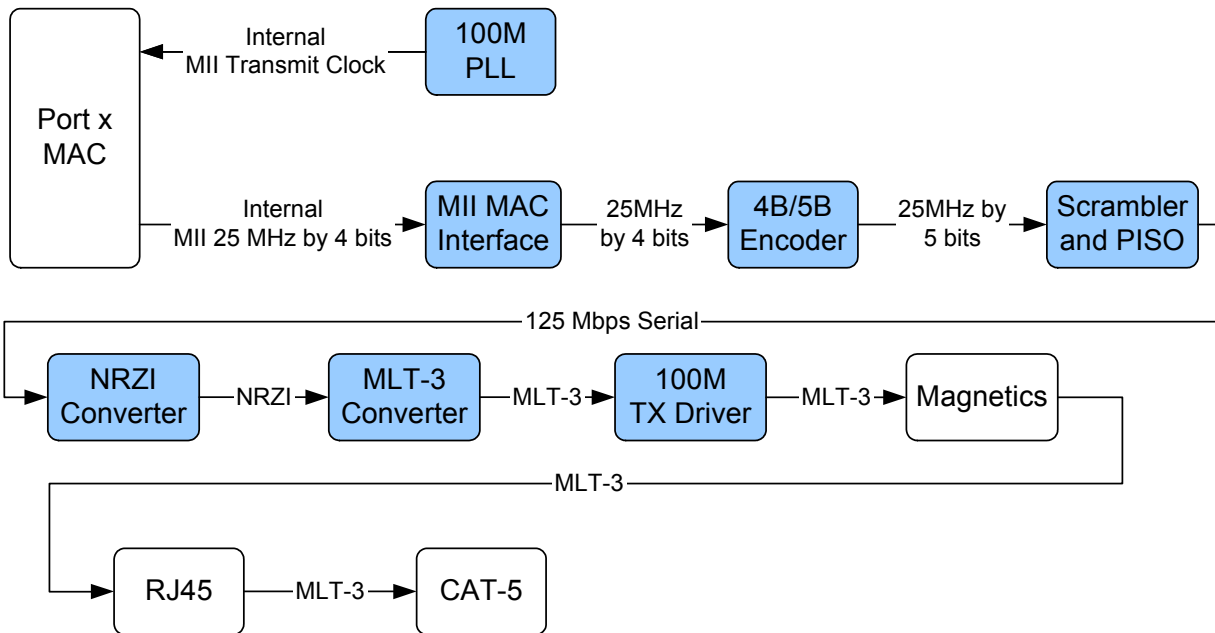 Port x
MAC
Internal
MII Transmit Clock
100M
PLL
Internal
MII 25 MHz by 4 bits
MII MAC
Interface
25MHz
by 4 bits
4B/5B
Encoder
25MHz by
5 bits
Scrambler
and PISO
125 Mbps Serial
NRZI
Converter
NRZI
MLT-3
Converter
MLT-3
100M
TX Driver
MLT-3
Magnetics
MLT-3
RJ45
MLT-3
CAT-5